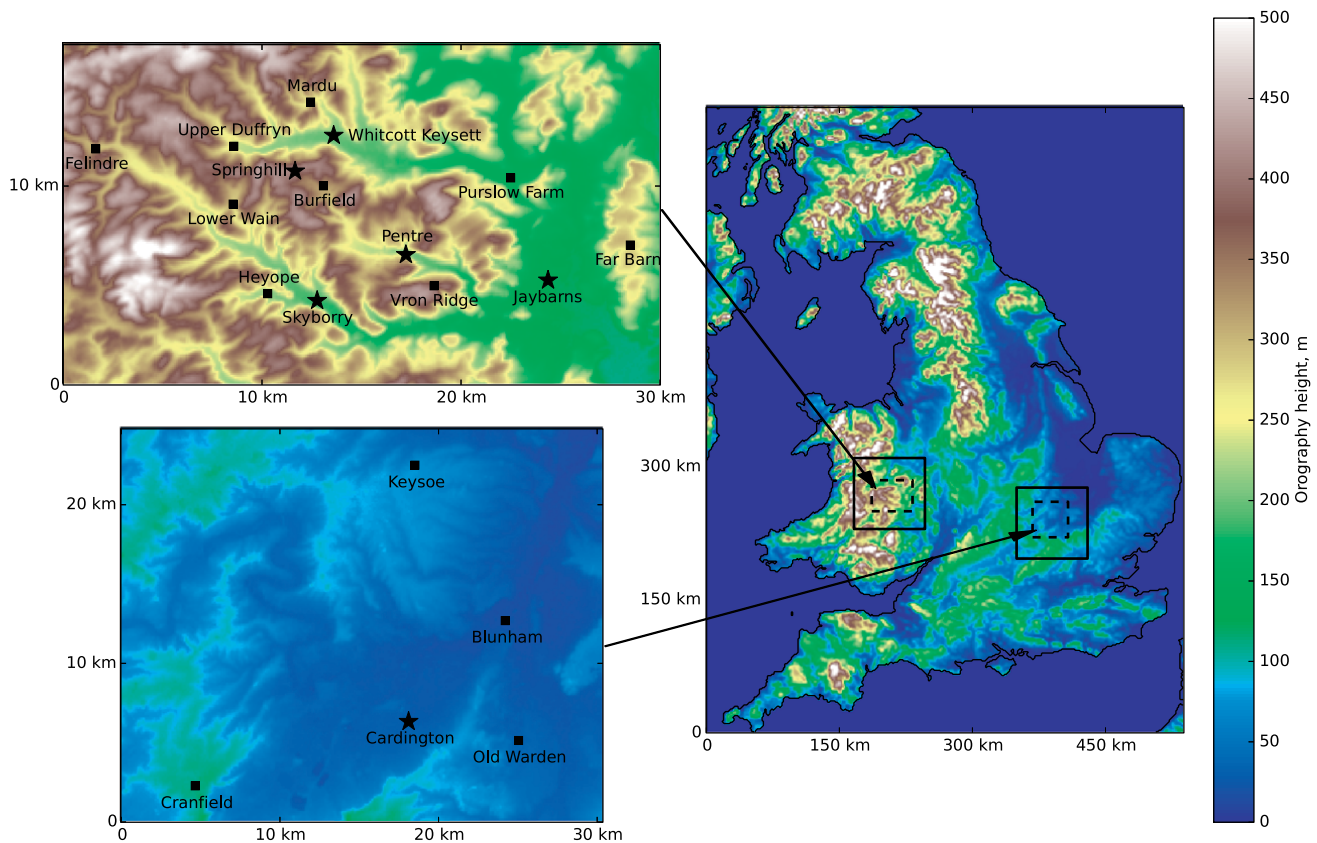 Mardu
Upper Duffryn
Whitcott Keysett
Felindre
Springhill
Burfield
Purslow Farm
Lower Wain
Pentre
Far Barn
Heyope
Vron Ridge
Jaybarns
Skyborry
10 km
0
0
10 km
20 km
30 km
Keysoe
Blunham
Cardington
Old Warden
Cranfield
20 km
10 km
0
0
10 km
20 km
30 km
300 km
150 km
0
0
150 km
300 km
450 km
500
450
400
350
300
250
200
150
100
50
0
Orography height, m